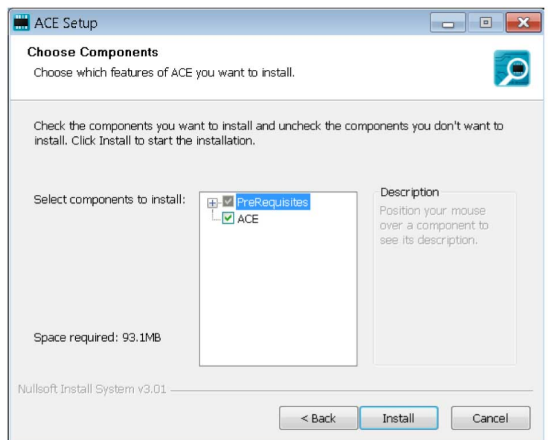 ACE Setup
Choose Components
Choose which features of ACE you want to install.
Check the components you want to install and uncheck the components you don't want to
install. Click Install to start the installation.
Select components to install:
PreRequisites
ACE
Description
Position your mouse
over a component to
see its description.
Space required: 93.1MB
Nullsoft Install System v3.01
< Back
Install
Cancel